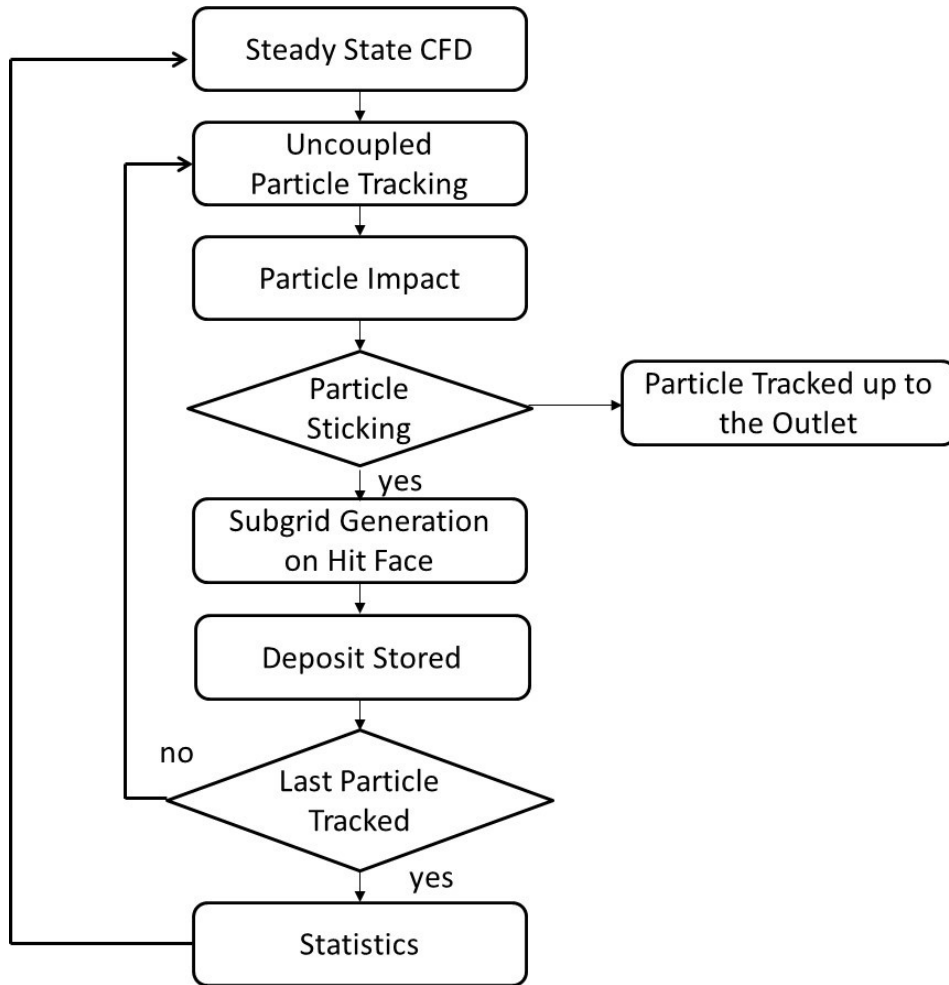 Steady State CFD
Uncoupled
Particle Tracking
Particle Impact
Particle
Sticking
Particle Tracked up to
the Outlet
yes
Subgrid Generation
on Hit Face
Deposit Stored
no
Last Particle
Tracked
yes
Statistics